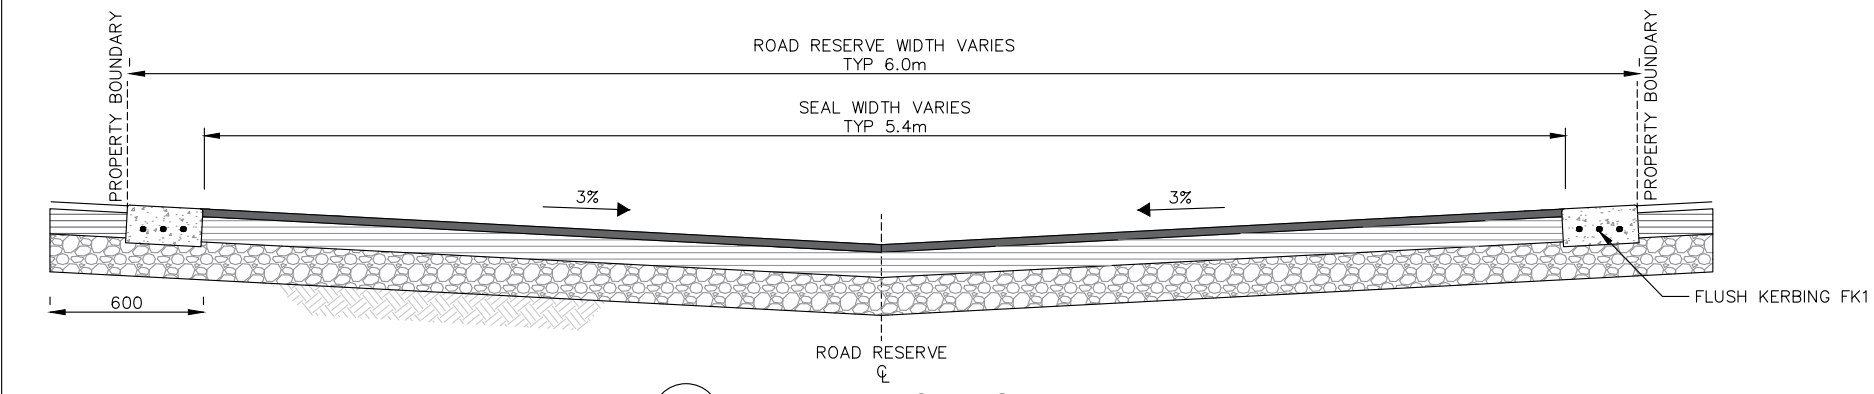 PROPERTY BOUNDARY
ROAD RESERVE WIDTH VARIES
TYP 6.0m
PROPERTY BOUNDARY
SEAL WIDTH VARIES
TYP 5.4m
3%
3%
600
FLUSH KERBING FK1
ROAD RESERVE
℄